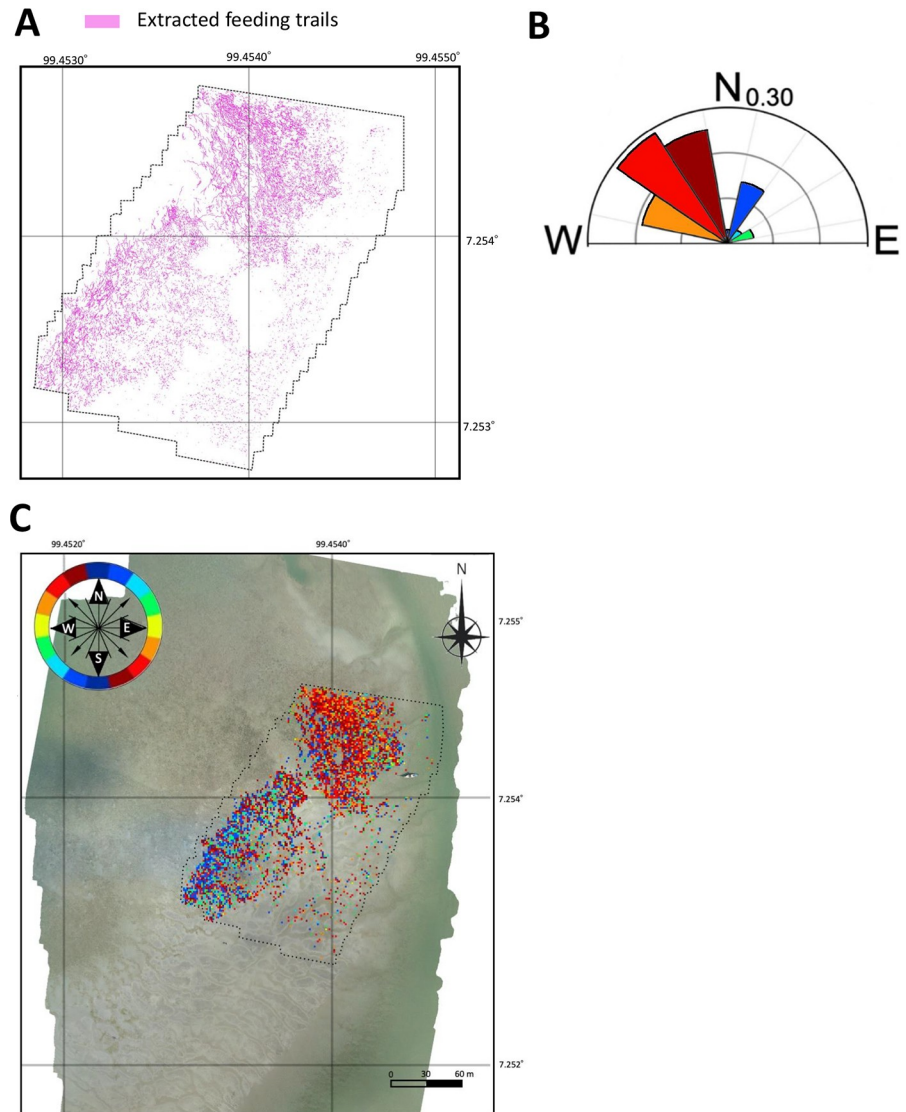 A
Extracted feeding trails
99.4530°
99.4540°
99.4550°
7.254°
7.253°
B
N 0.30
W
E
C
99.4520°
99.4540°
N
W
E
S
N
7.255°
7.254°
7.252°
0 30 60 m